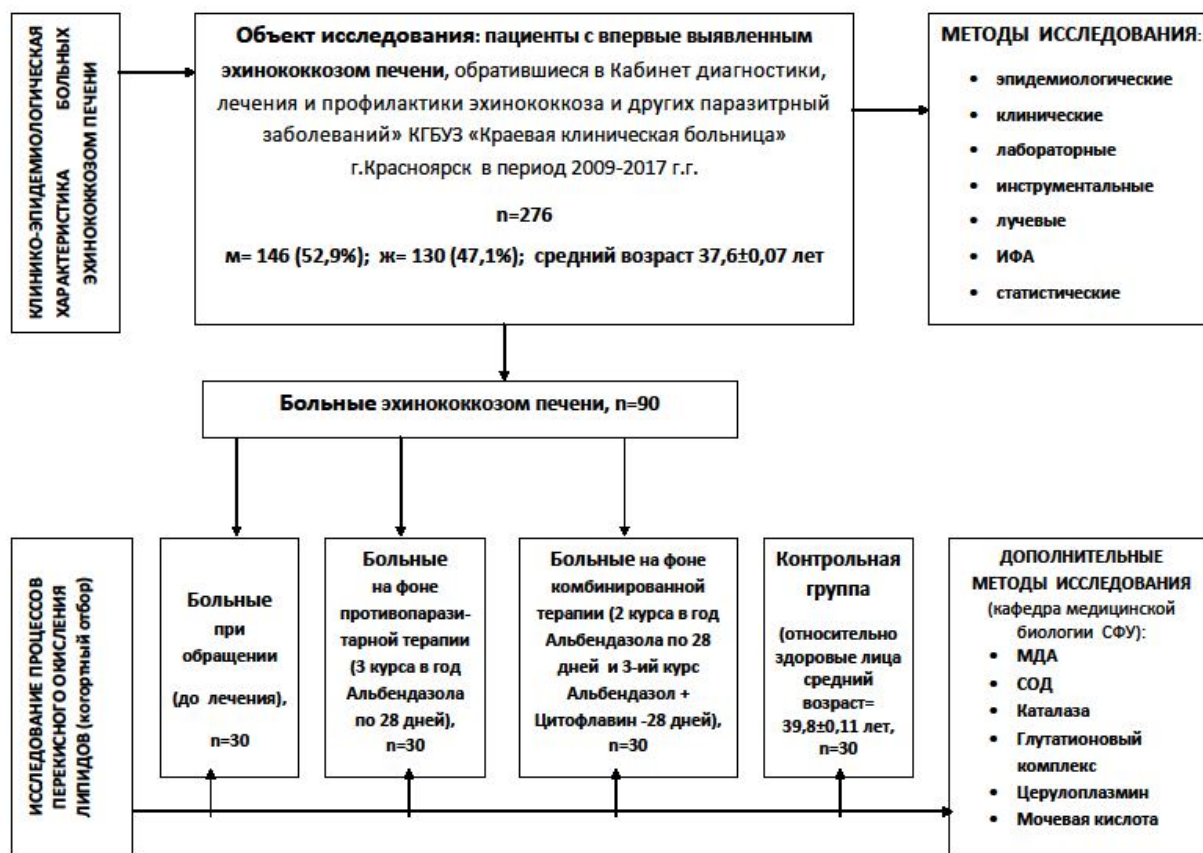 КЛИНИКО-ЭПИДЕМИОЛОГИЧЕСКАЯ
ХАРАКТЕРИСТИКА БОЛЬНЫХ
ЭХИНОКОККОЗОМ ПЕЧЕНИ
Объект исследования: пациенты с впервые выявленным
эхинококкозом печени, обратившиеся в Кабинет диагностики,
лечения и профилактики эхинококкоза и других паразитрный
заболеваний» КГБУЗ «Краевая клиническая больница»
г.Красноярск в период 2009-2017 г.г.
n=276
м= 146 (52,9%); ж= 130 (47,1%); средний возраст 37,6±0,07 лет
МЕТОДЫ ИССЛЕДОВАНИЯ:
• эпидемиологические
• клинические
• лабораторные
• инструментальные
• лучевые
• ИФА
• статистические
Больные эхинококкозом печени, n=90
ИССЛЕДОВАНИЕ ПРОЦЕССОВ
ПЕРЕКИСНОГО ОКИСЛЕНИЯ
ЛИПИДОВ (когортный отбор)
Больные
при
обращении
(до лечения),
n=30
Больные
на фоне
противопарази-
тарной терапии
(3 курса в год
Альбендазола
по 28 дней),
n=30
Больные на фоне
комбинированной
терапии (2 курса в год
Альбендазола по 28
дней и 3-ий курс
Альбендазол +
Цитофлавин -28 дней),
n=30
Контрольная
группа
(относительно
здоровые лица
средний
возраст=
39,8±0,11 лет,
n=30
ДОПОЛНИТЕЛЬНЫЕ
МЕТОДЫ ИССЛЕДОВАНИЯ
(кафедра медицинской
биологии СФУ):
• МДА
• СОД
• Каталаза
• Глутатионовый
комплекс
• Церулоплазмин
• Мочевая кислота